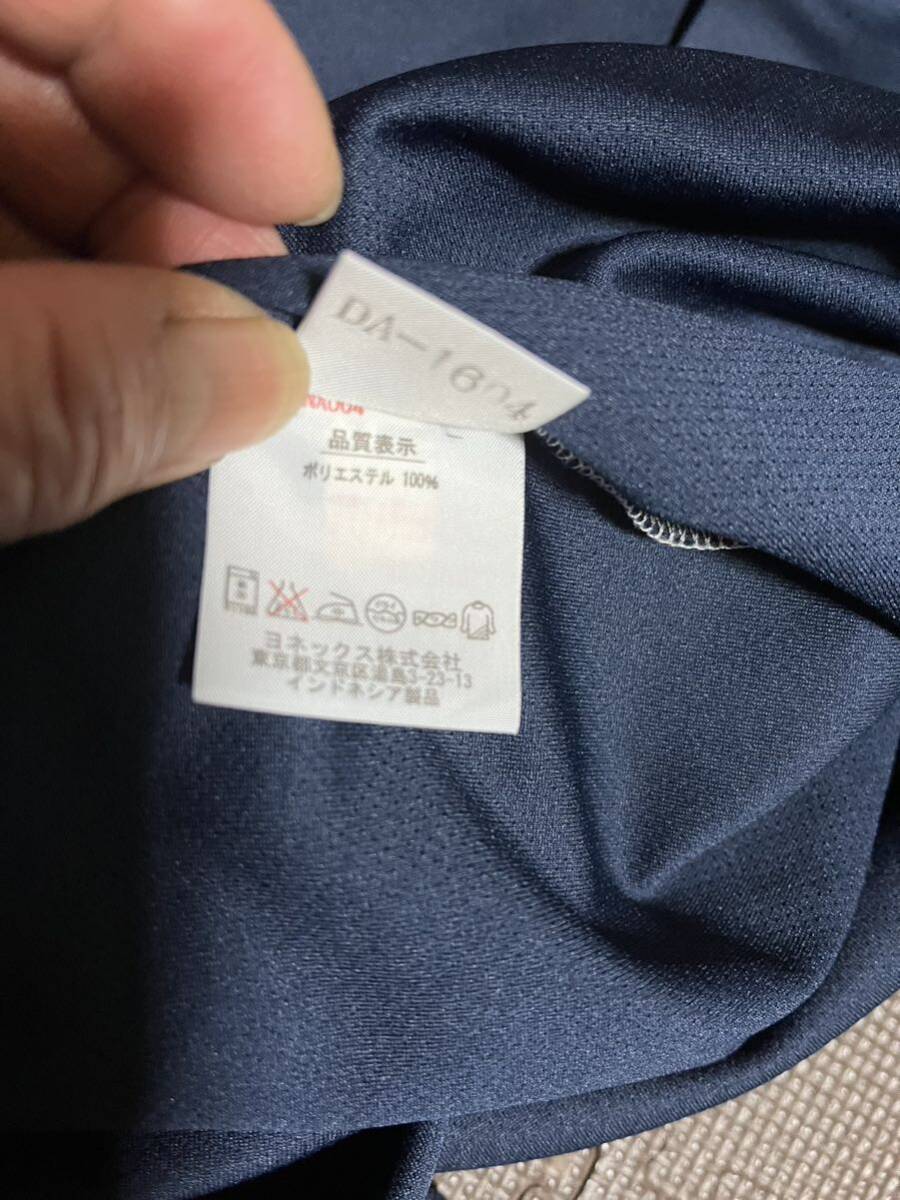 DA-1604
品質表示
ポリエステル 100%
ヨネックス株式会社
東京都文京区湯島3-23-13
インドネシア製品